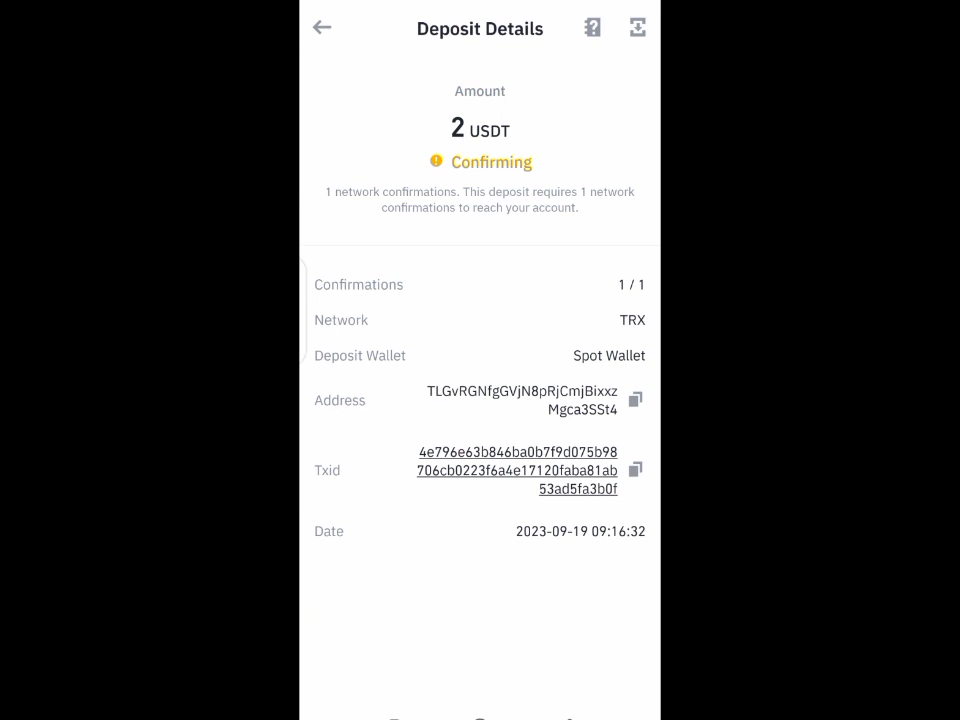 Deposit Details
Amount
2 USDT
Confirming
1 network confirmations. This deposit requires 1 network
confirmations to reach your account.
Confirmations 1 / 1
Network TRX
Deposit Wallet Spot Wallet
Address TLGvRGNfgGVjN8pRjCmjBixxz
Mgca3SSt4
Txid 4e796e63b846ba0b7f9d075b98
706cb0223f6a4e17120faba81ab
53ad5fa3b0f
Date 2023-09-19 09:16:32